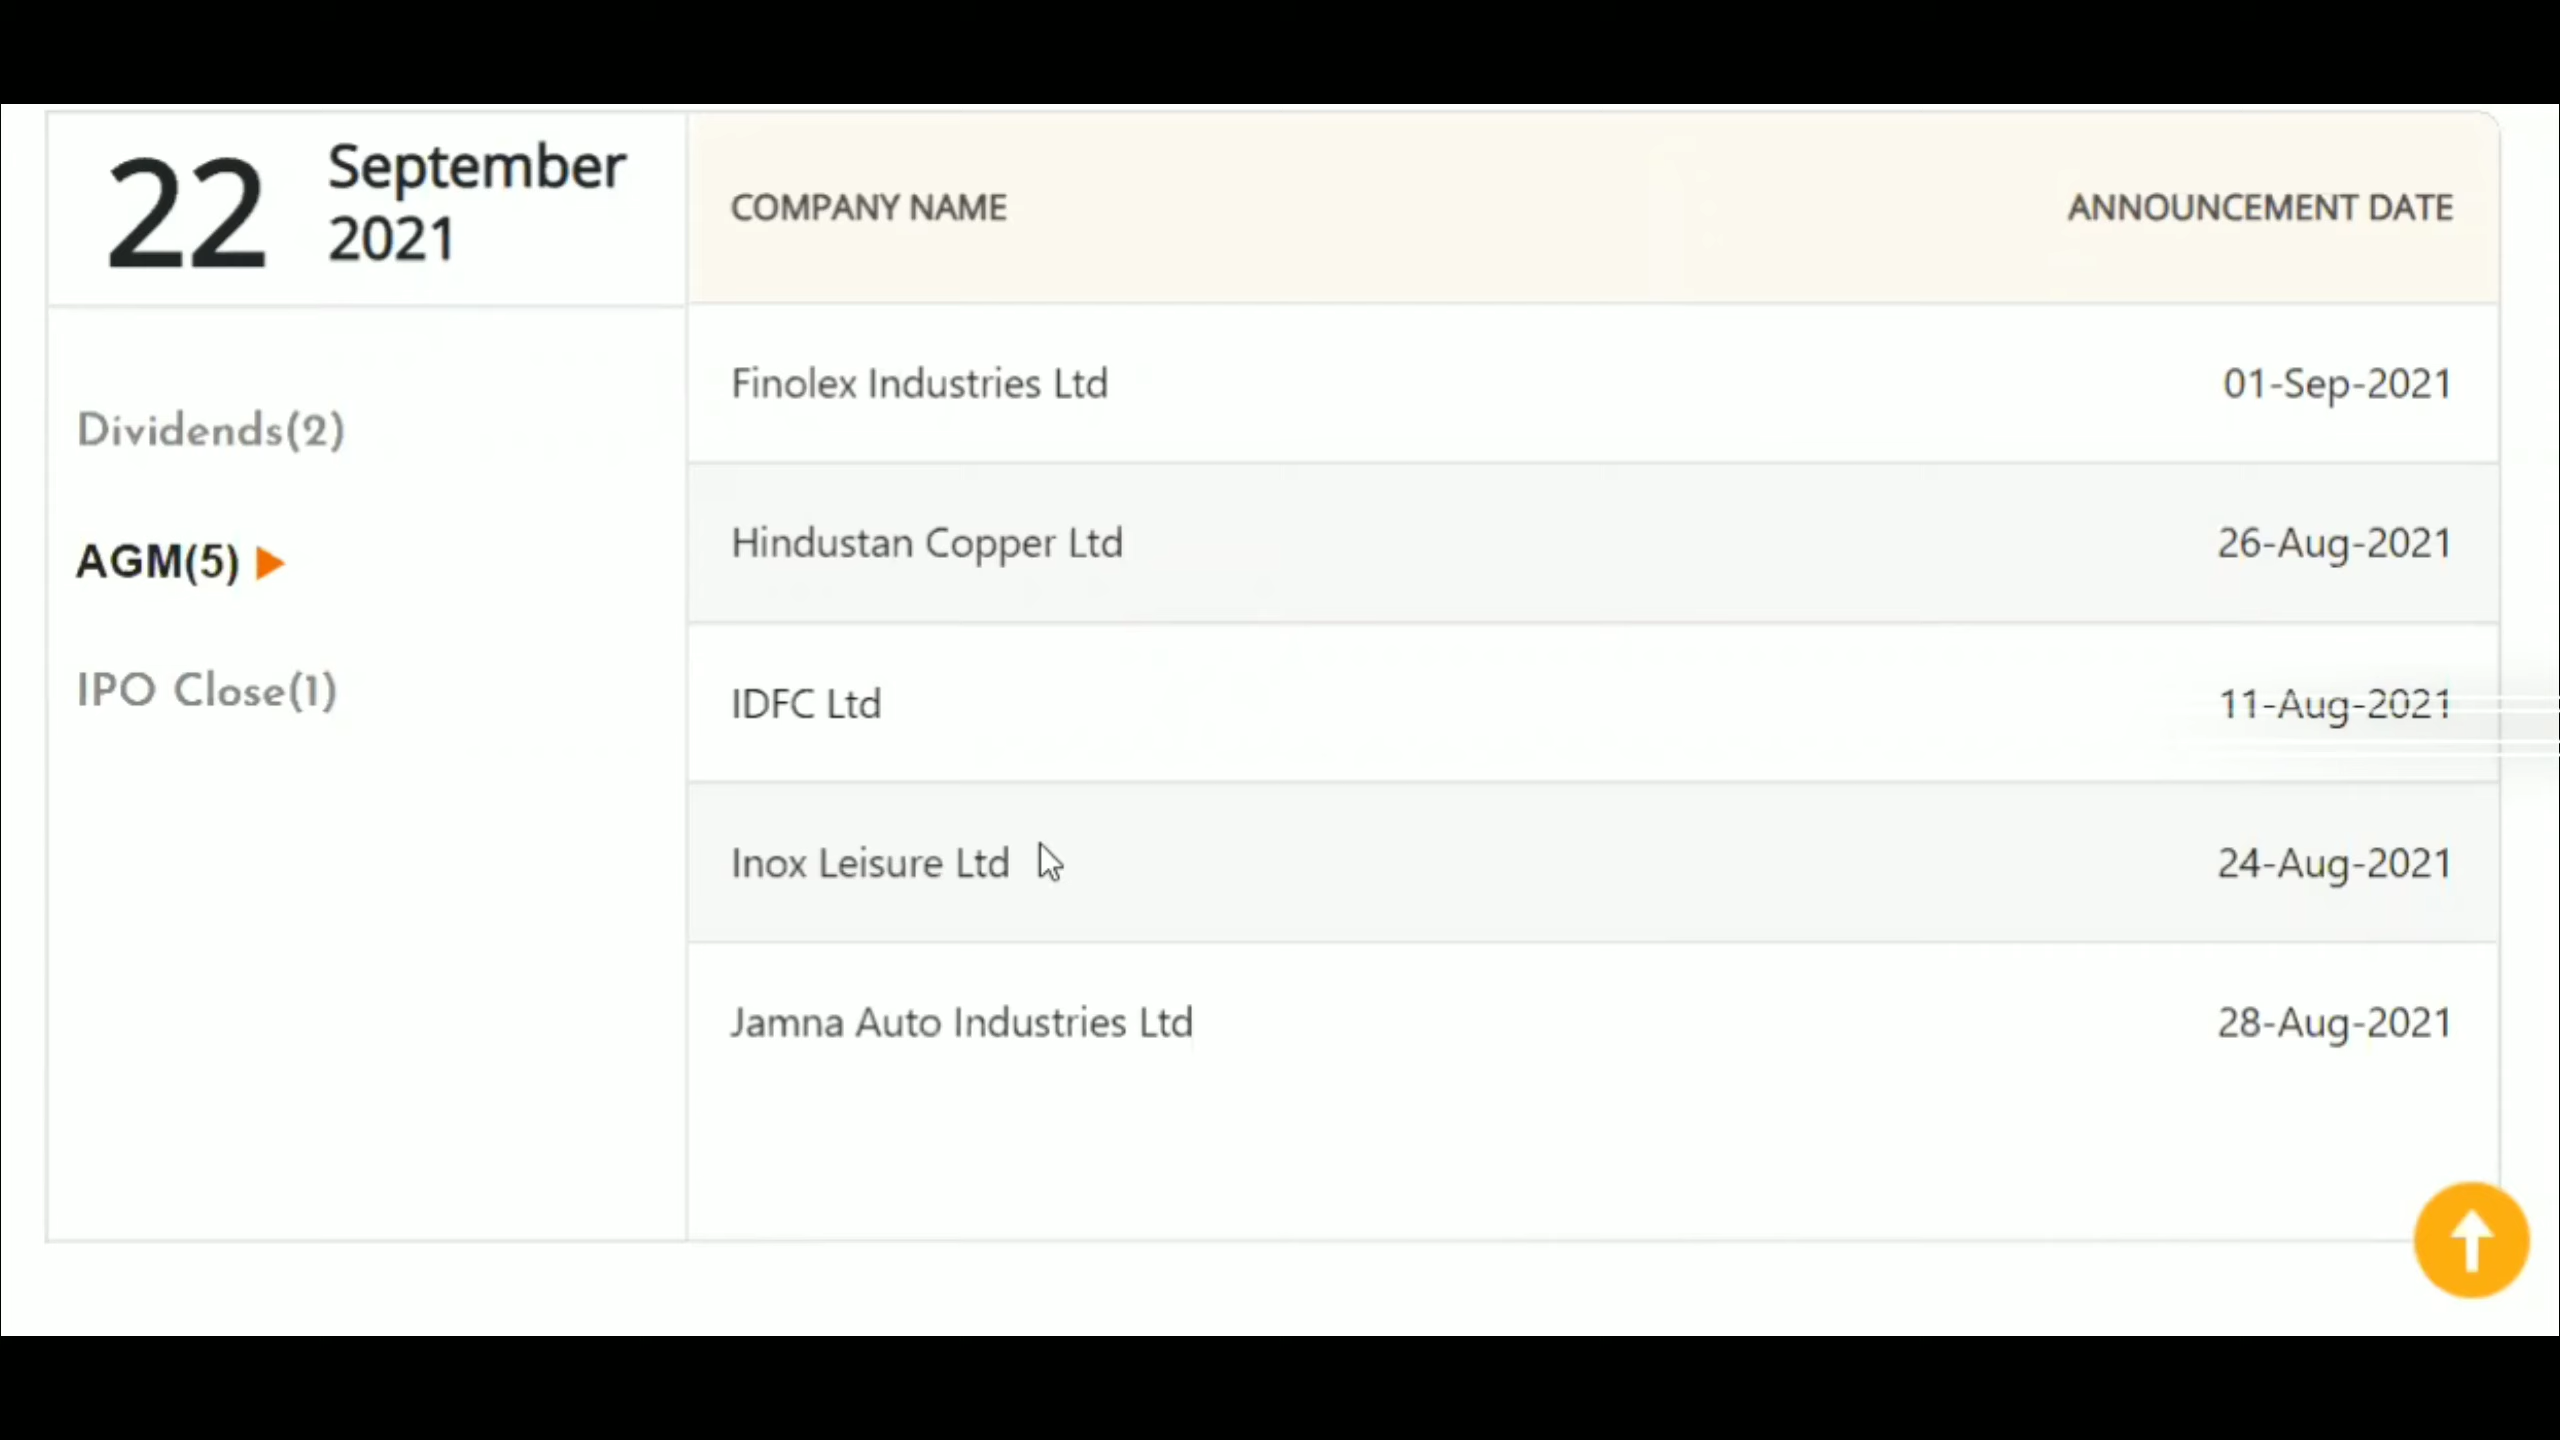 22
September
2021
Dividends(2)
AGM(5)
IPO Close(1)
COMPANY NAME ANNOUNCEMENT DATE
Finolex Industries Ltd 01-Sep-2021
Hindustan Copper Ltd 26-Aug-2021
IDFC Ltd 11-Aug-2021
Inox Leisure Ltd 24-Aug-2021
Jamna Auto Industries Ltd 28-Aug-2021